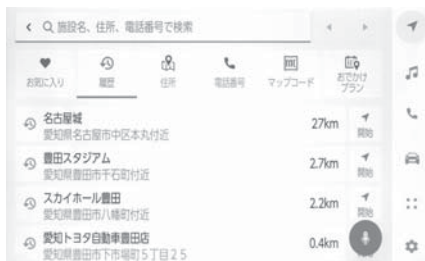 施設名、住所、電話番号で検索
お気に入り
履歴
住所
電話番号
マップコード
おでかけ
プラン
名古屋城
愛知県名古屋市中区本丸付近
27km
開始
豊田スタジアム
愛知県豊田市千石町付近
2.7km
開始
スカイホール豊田
愛知県豊田市八幡町付近
2.2km
開始
愛知トヨタ自動車豊田店
愛知県豊田市下市場町5丁目25
0.4km